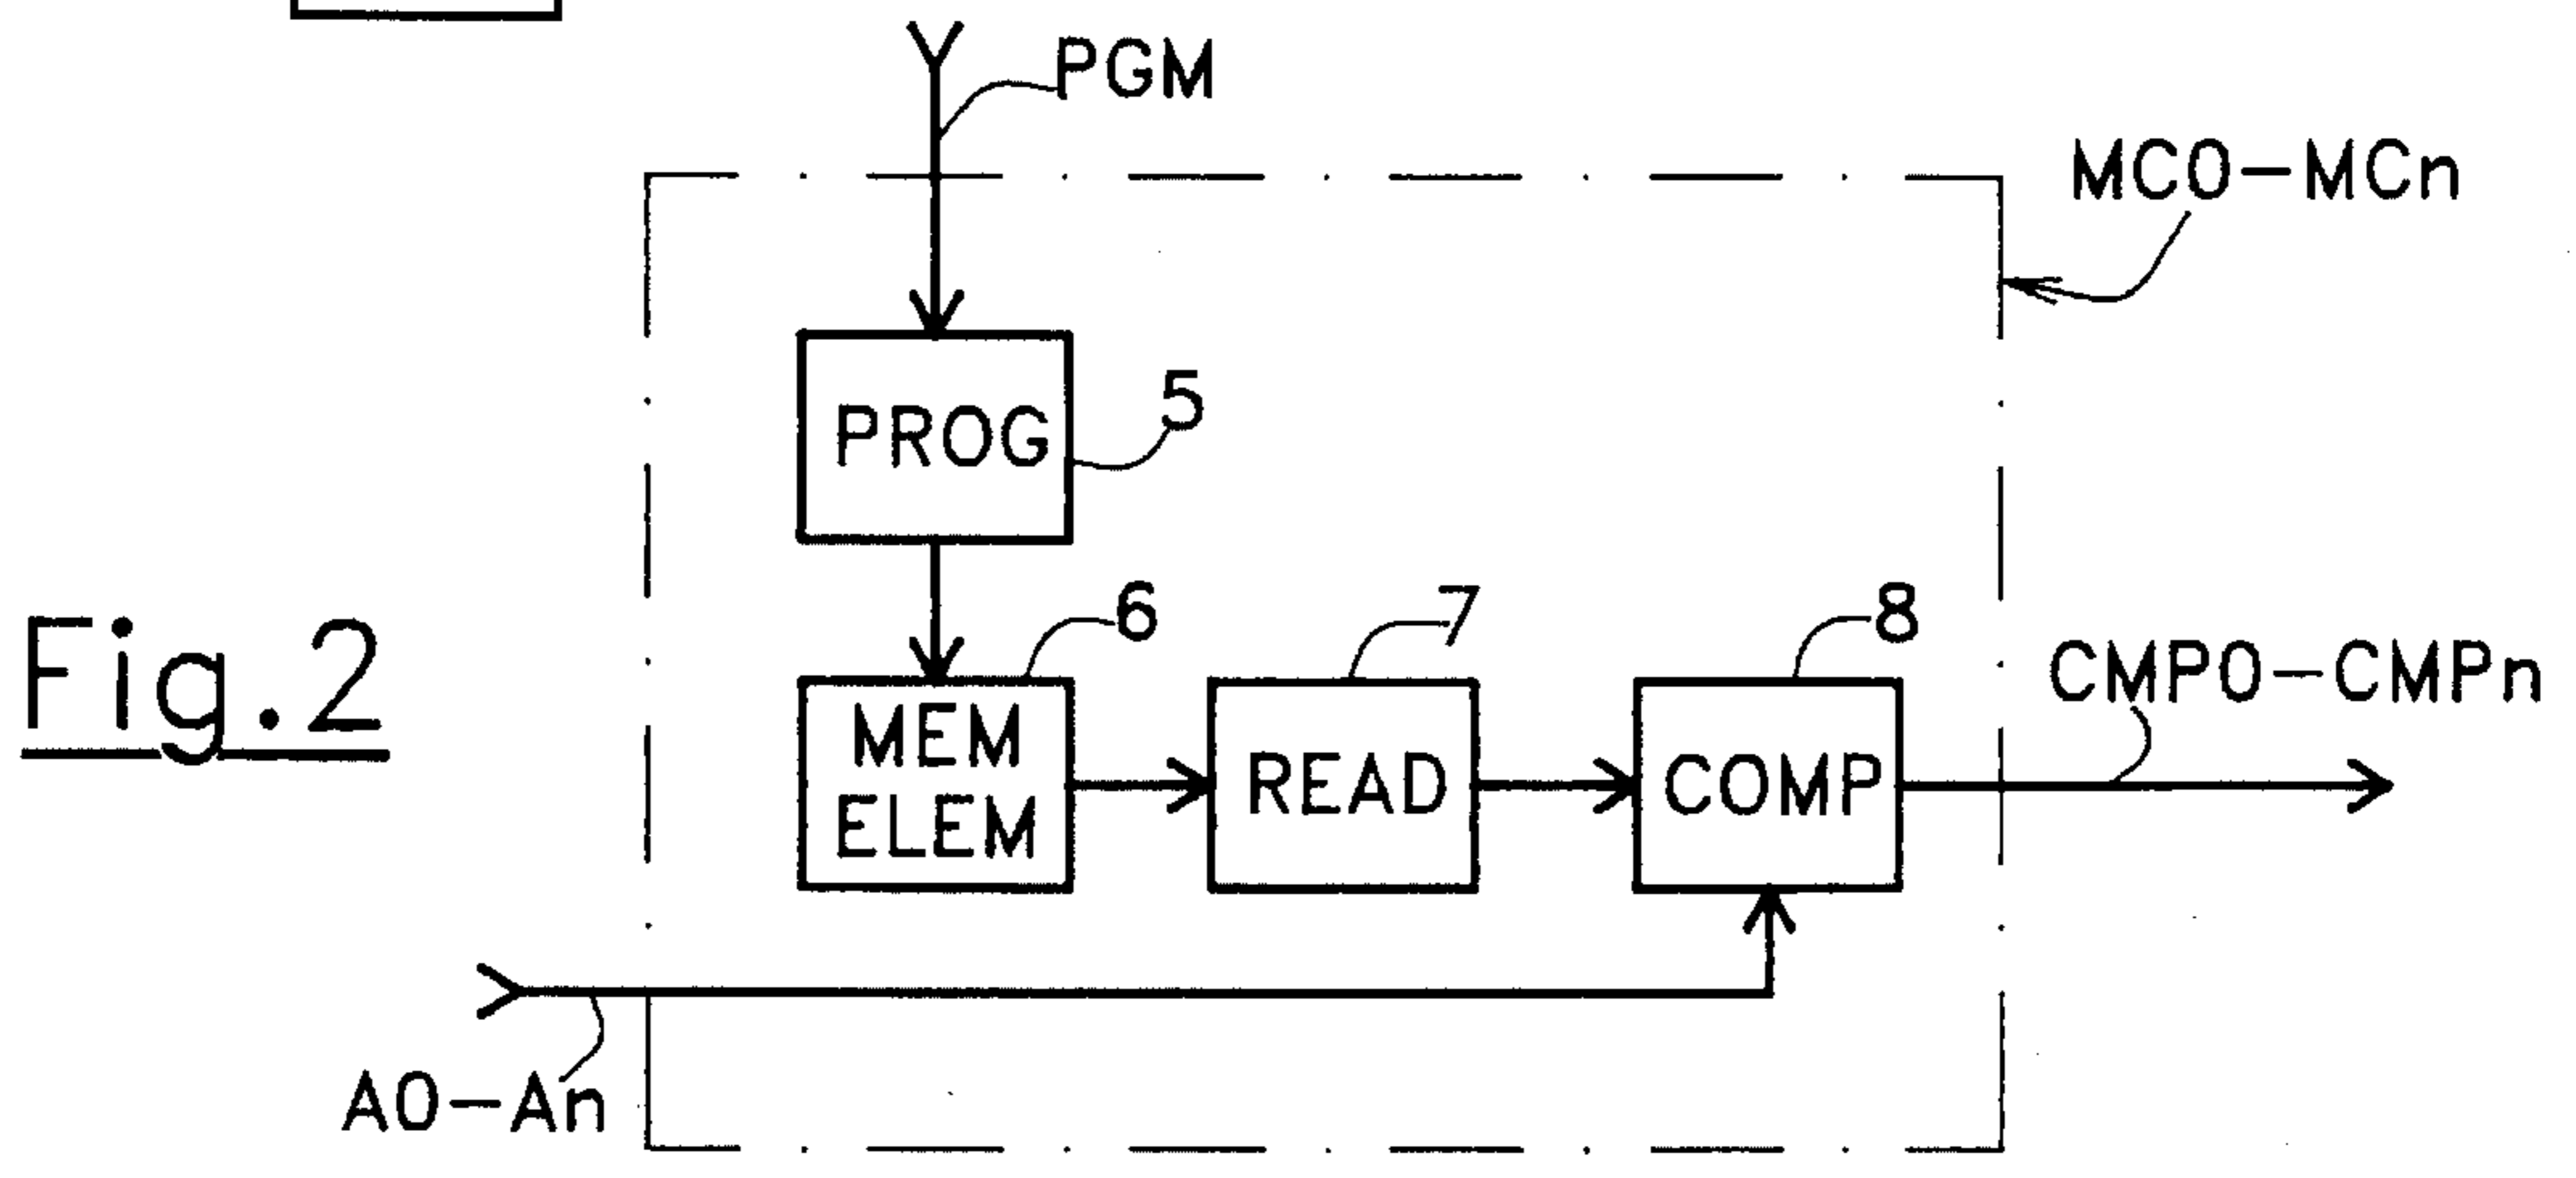 PGM
MC0-MCn
5
PROG
6
7
8
Fig.2
MEM
ELEM
READ
COMP
CMP0-CMPn
A0-An